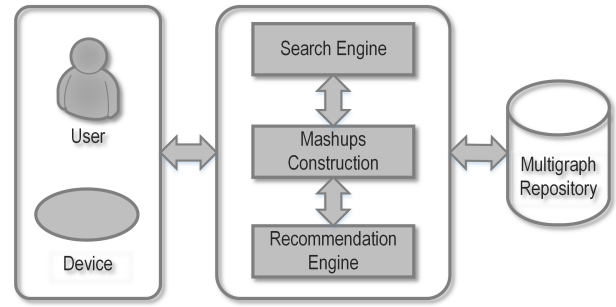 User
Device
Search Engine
Mashups
Construction
Recommendation
Engine
Multigraph
Repository